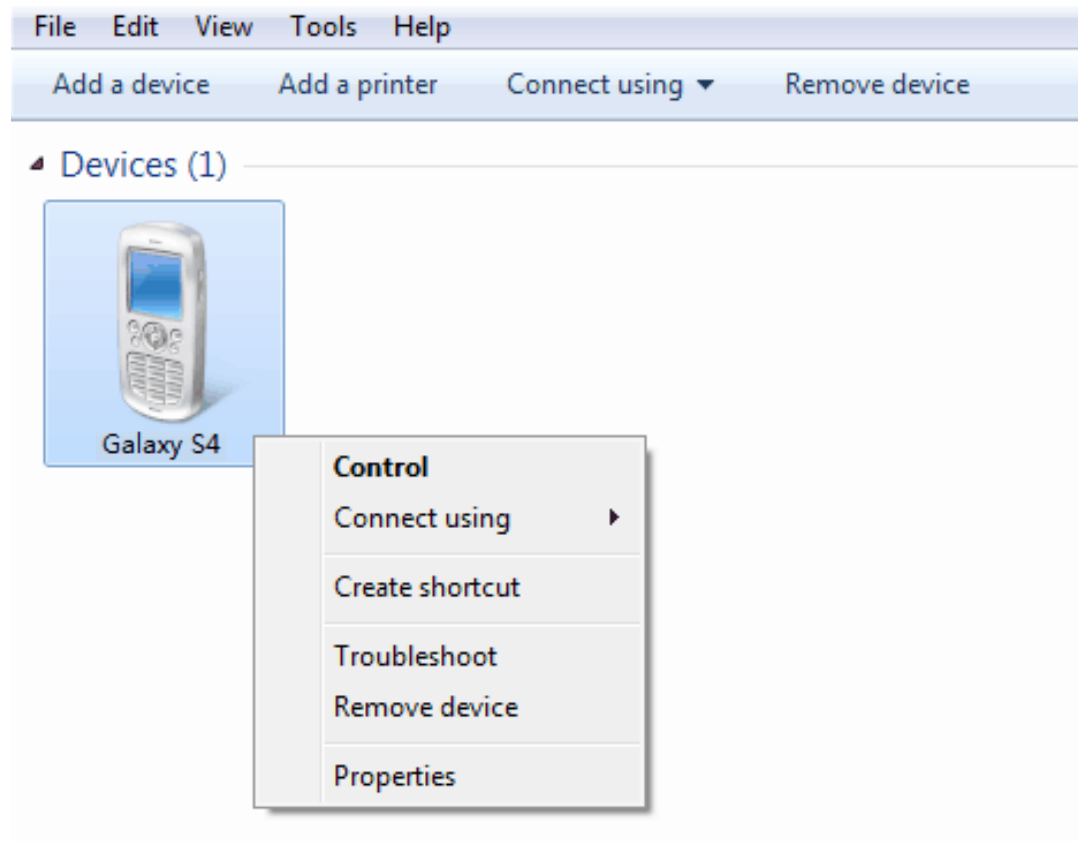 File Edit View Tools Help
Add a device Add a printer Connect using Remove device
Devices (1)
Galaxy S4
Control
Connect using
Create shortcut
Troubleshoot
Remove device
Properties